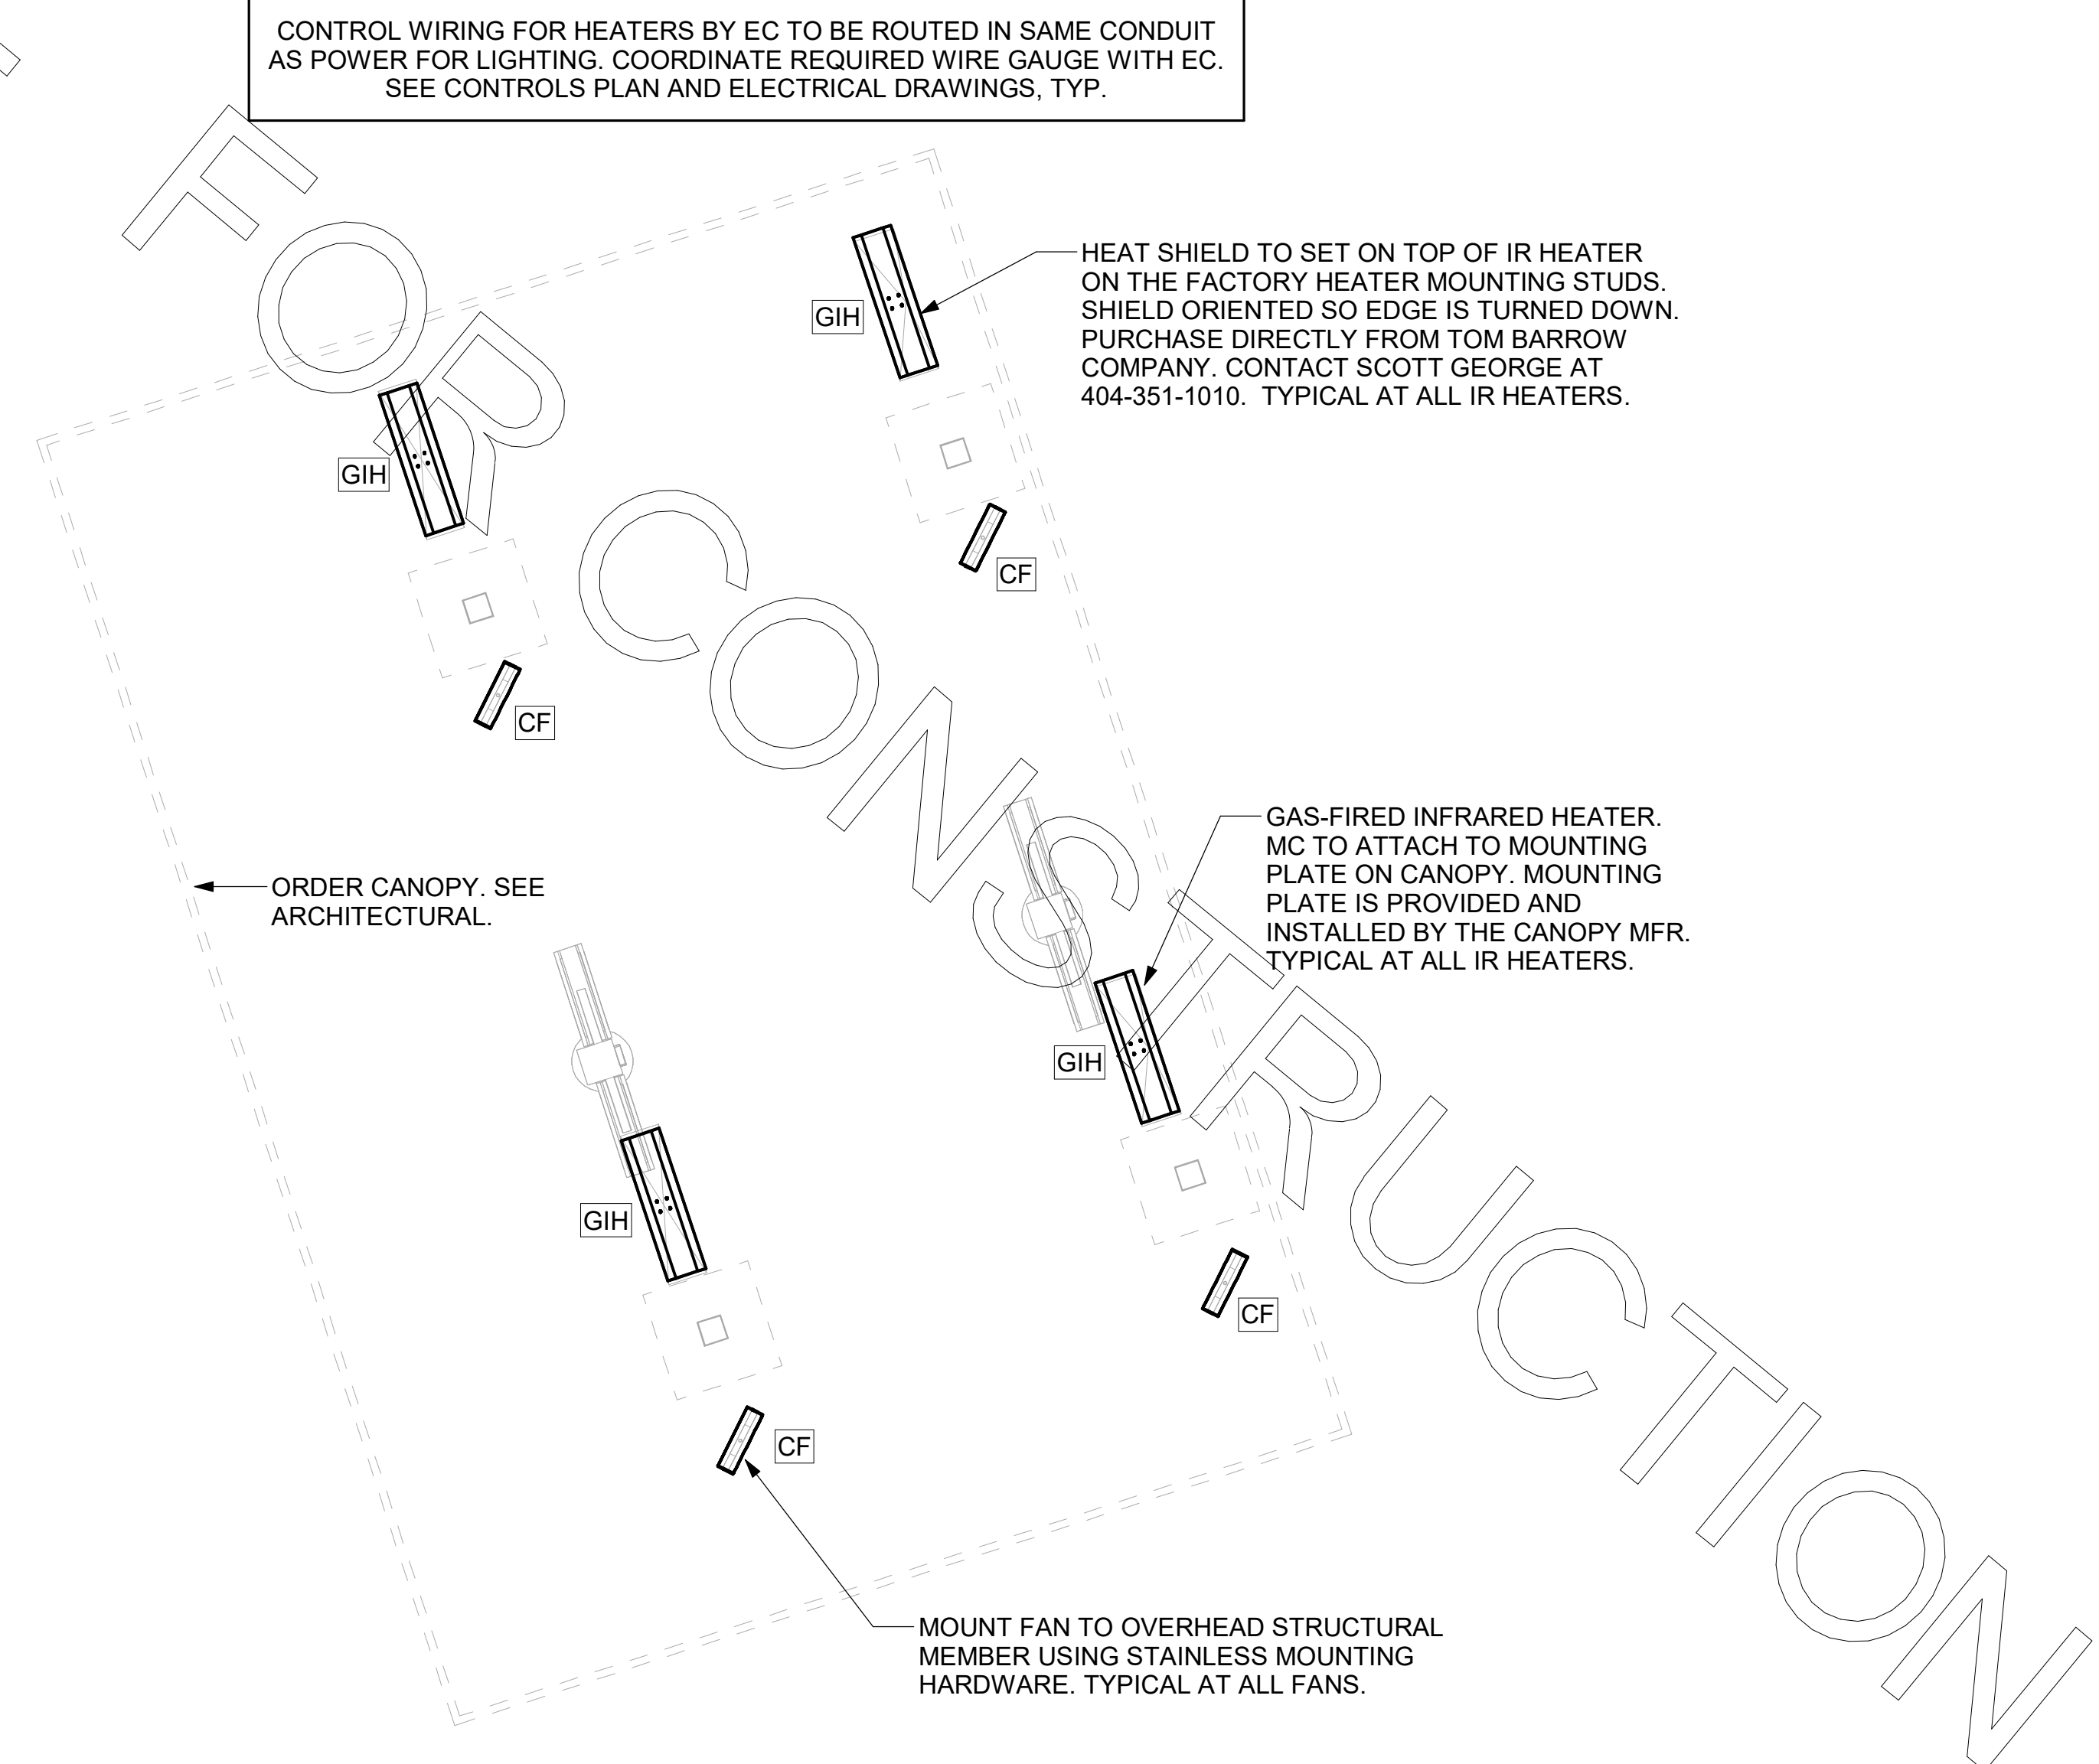 CONTROL WIRING FOR HEATERS BY EC TO BE ROUTED IN SAME CONDUIT
AS POWER FOR LIGHTING. COORDINATE REQUIRED WIRE GAUGE WITH EC.
SEE CONTROLS PLAN AND ELECTRICAL DRAWINGS, TYP.
FOR CONSTRUCTION
HEAT SHIELD TO SET ON TOP OF IR HEATER
ON THE FACTORY HEATER MOUNTING STUDS.
SHIELD ORIENTED SO EDGE IS TURNED DOWN.
PURCHASE DIRECTLY FROM TOM BARROW
COMPANY. CONTACT SCOTT GEORGE AT
404-351-1010.  TYPICAL AT ALL IR HEATERS.
GIH
GIH
CF
CF
GAS-FIRED INFRARED HEATER.
MC TO ATTACH TO MOUNTING
PLATE ON CANOPY. MOUNTING
PLATE IS PROVIDED AND
INSTALLED BY THE CANOPY MFR.
TYPICAL AT ALL IR HEATERS.
ORDER CANOPY. SEE
ARCHITECTURAL.
GIH
GIH
CF
CF
MOUNT FAN TO OVERHEAD STRUCTURAL
MEMBER USING STAINLESS MOUNTING
HARDWARE. TYPICAL AT ALL FANS.